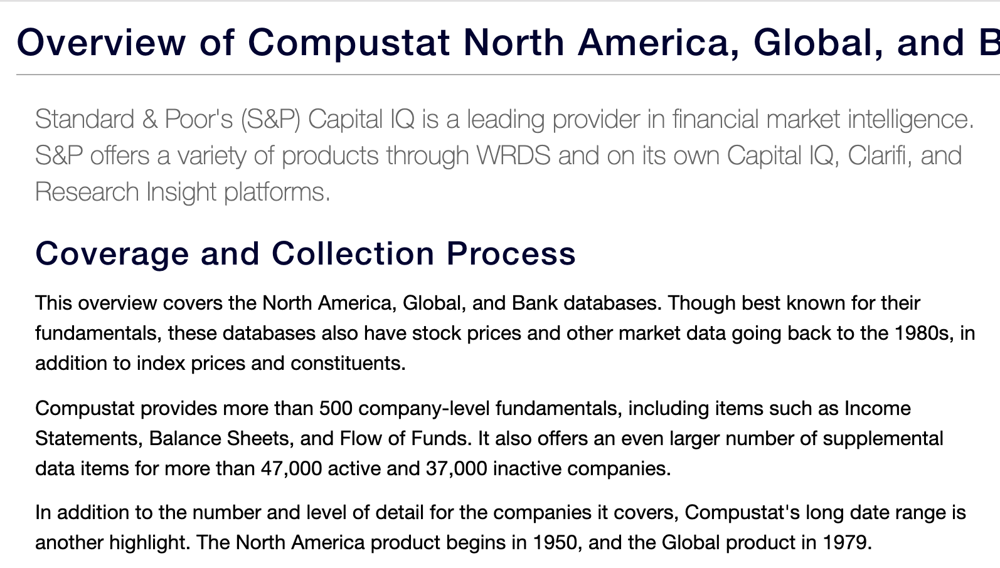 Overview of Compustat North America, Global, and B
Standard & Poor's (S&P) Capital IQ is a leading provider in financial market intelligence.
S&P offers a variety of products through WRDS and on its own Capital IQ, Clarifi, and
Research Insight platforms.
Coverage and Collection Process
This overview covers the North America, Global, and Bank databases. Though best known for their
fundamentals, these databases also have stock prices and other market data going back to the 1980s, in
addition to index prices and constituents.
Compustat provides more than 500 company-level fundamentals, including items such as Income
Statements, Balance Sheets, and Flow of Funds. It also offers an even larger number of supplemental
data items for more than 47,000 active and 37,000 inactive companies.
In addition to the number and level of detail for the companies it covers, Compustat's long date range is
another highlight. The North America product begins in 1950, and the Global product in 1979.